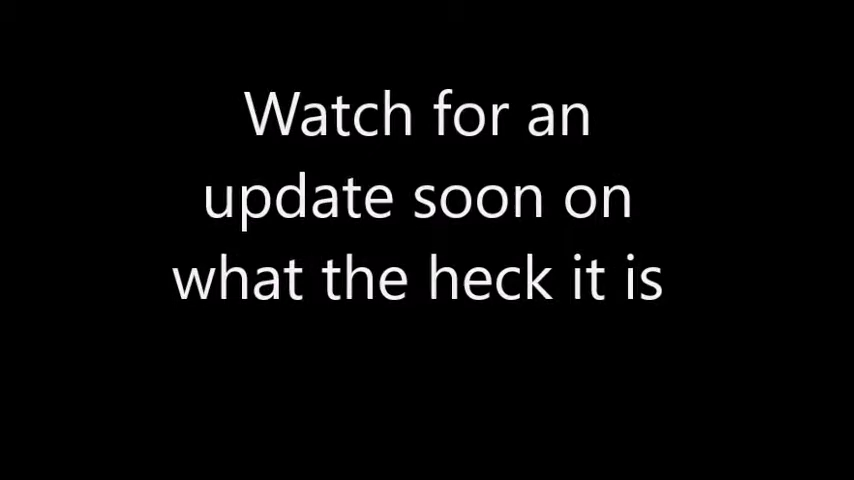 Watch for an
update soon on
what the heck it is